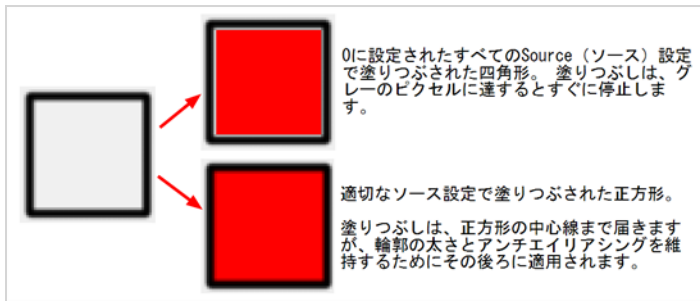 0に設定されたすべてのSource（ソース）設定
で塗りつぶされた四角形。 塗りつぶしは、グ
レーのピクセルに達するとすぐに停止しま
す。
適切なソース設定で塗りつぶされた正方形。
塗りつぶしは、正方形の中心線まで届きます
が、輪郭の太さとアンチエイリアシングを維
持するためにその後ろに適用されます。